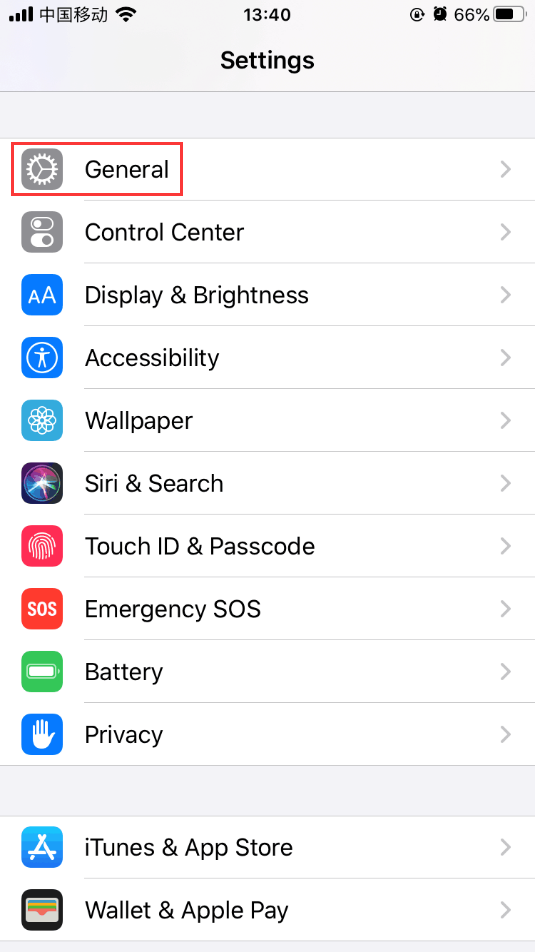 中国移动 13:40 66%
Settings
General
Control Center
AA Display & Brightness
Accessibility
Wallpaper
Siri & Search
Touch ID & Passcode
SOS Emergency SOS
Battery
Privacy
iTunes & App Store
Wallet & Apple Pay